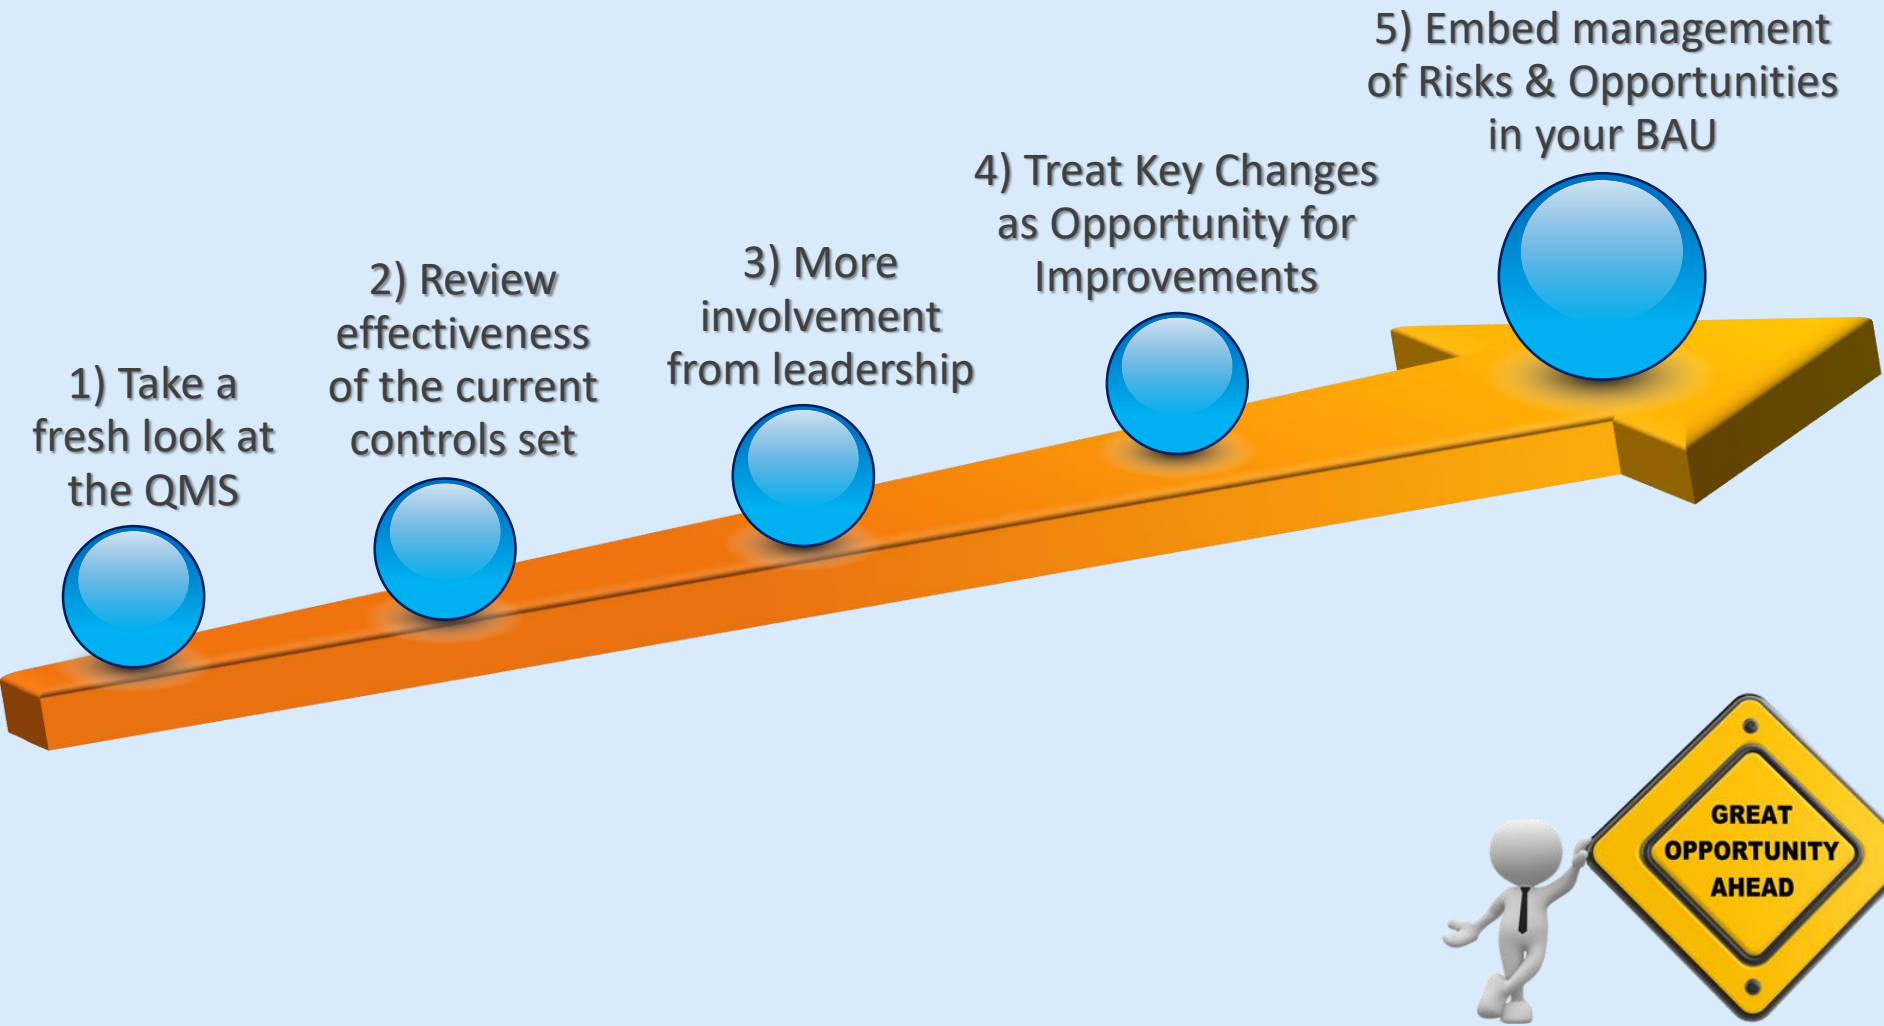 1) Take a
fresh look at
the QMS
2) Review
effectiveness
of the current
controls set
3) More
involvement
from leadership
4) Treat Key Changes
as Opportunity for
Improvements
5) Embed management
of Risks & Opportunities
in your BAU
GREAT
OPPORTUNITY
AHEAD